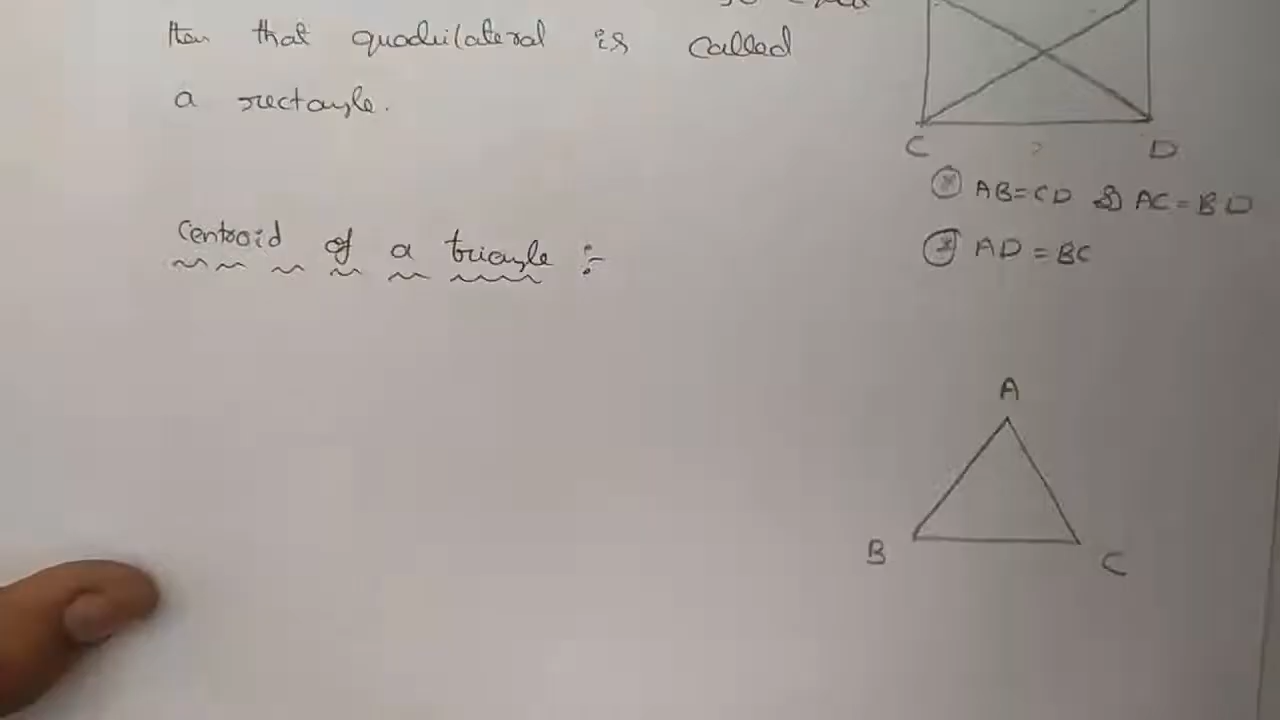 then that quadrilateral is called
a rectangle.
C D
* AB=CD & AC=BD
* AD=BC
Centroid of a triangle :-
A
B C